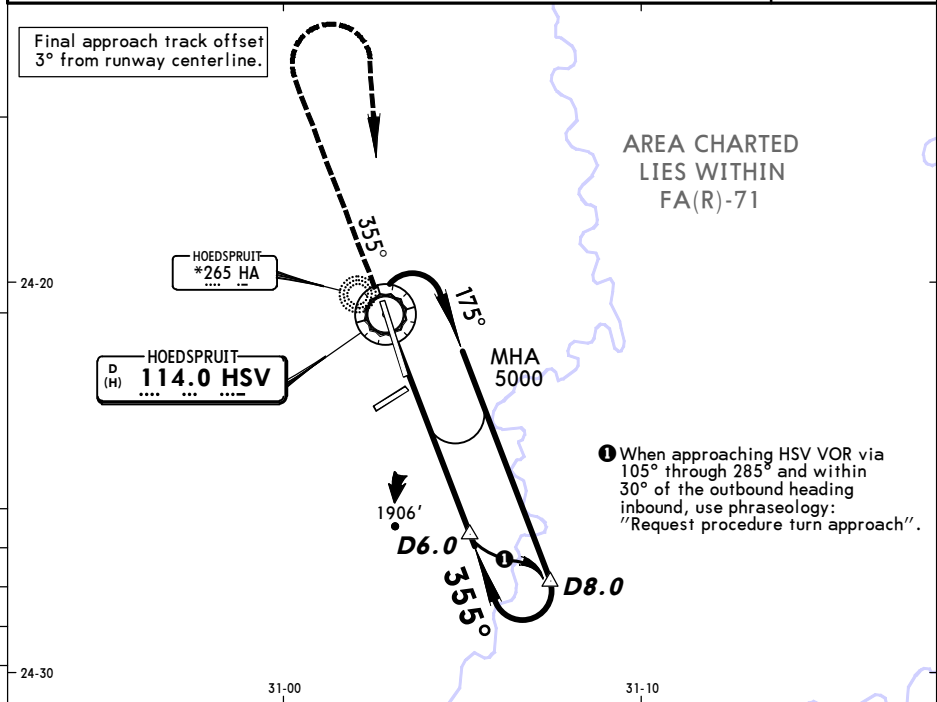 Final approach track offset
3° from runway centerline.
AREA CHARTED
LIES WITHIN
FA(R)-71
355°
HOEDSPRUIT
*265 HA
24-20
175°
HOEDSPRUIT
D
(H)
114.0 HSV
MHA
5000
1 When approaching HSV VOR via
105° through 285° and within
30° of the outbound heading
inbound, use phraseology:
"Request procedure turn approach".
1906'
D6.0
1
D8.0
355°
24-30
31-00
31-10